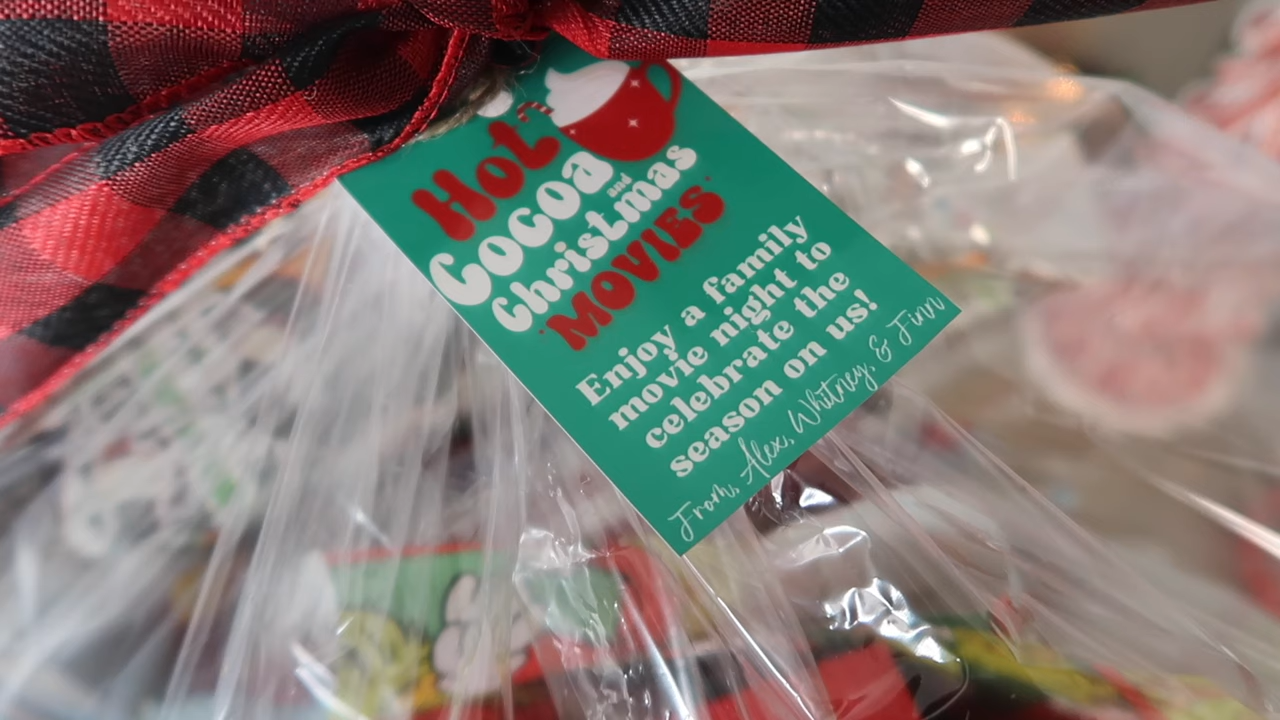 Hot
Cocoa
and
Christmas
MOVIES
Enjoy a family
movie night to
celebrate the
season on us!
From, Alex, Whitney, & Finn